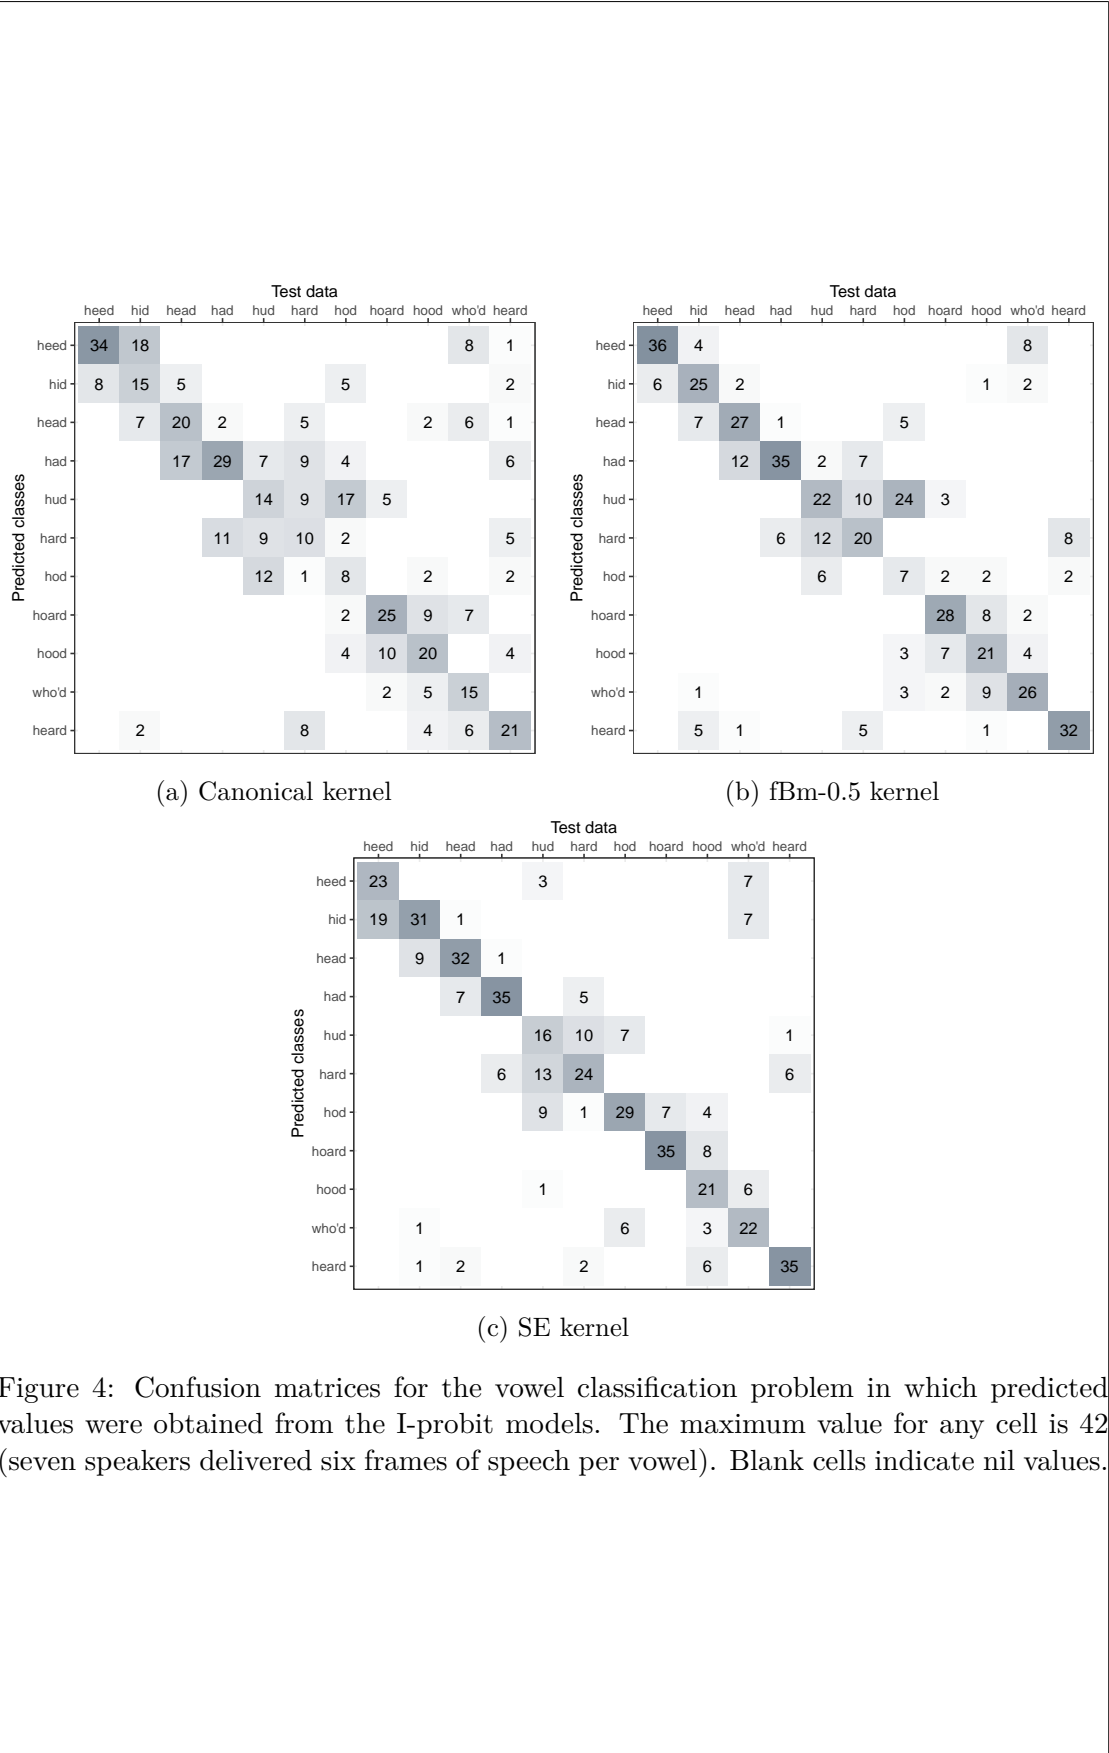 Test data
heed hid head had hud hard hod hoard hood who'd heard
Predicted classes
heed 34 18 8 1
hid 8 15 5 5 2
head 7 20 2 5 2 6 1
had 17 29 7 9 4 6
hud 14 9 17 5
hard 11 9 10 2 5
hod 12 1 8 2 2
hoard 2 25 9 7
hood 4 10 20 4
who'd 2 5 15
heard 2 8 4 6 21
(a) Canonical kernel
Test data
heed hid head had hud hard hod hoard hood who'd heard
Predicted classes
heed 36 4 8
hid 6 25 2 1 2
head 7 27 1 5
had 12 35 2 7
hud 22 10 24 3
hard 6 12 20 8
hod 6 7 2 2 2
hoard 28 8 2
hood 3 7 21 4
who'd 1 3 2 9 26
heard 5 1 5 1 32
(b) fBm-0.5 kernel
Test data
heed hid head had hud hard hod hoard hood who'd heard
Predicted classes
heed 23 3 7
hid 19 31 1 7
head 9 32 1
had 7 35 5
hud 16 10 7 1
hard 6 13 24 6
hod 9 1 29 7 4
hoard 35 8
hood 1 21 6
who'd 1 6 3 22
heard 1 2 2 6 35
(c) SE kernel
Figure 4: Confusion matrices for the vowel classification problem in which predicted
values were obtained from the I-probit models. The maximum value for any cell is 42
(seven speakers delivered six frames of speech per vowel). Blank cells indicate nil values.